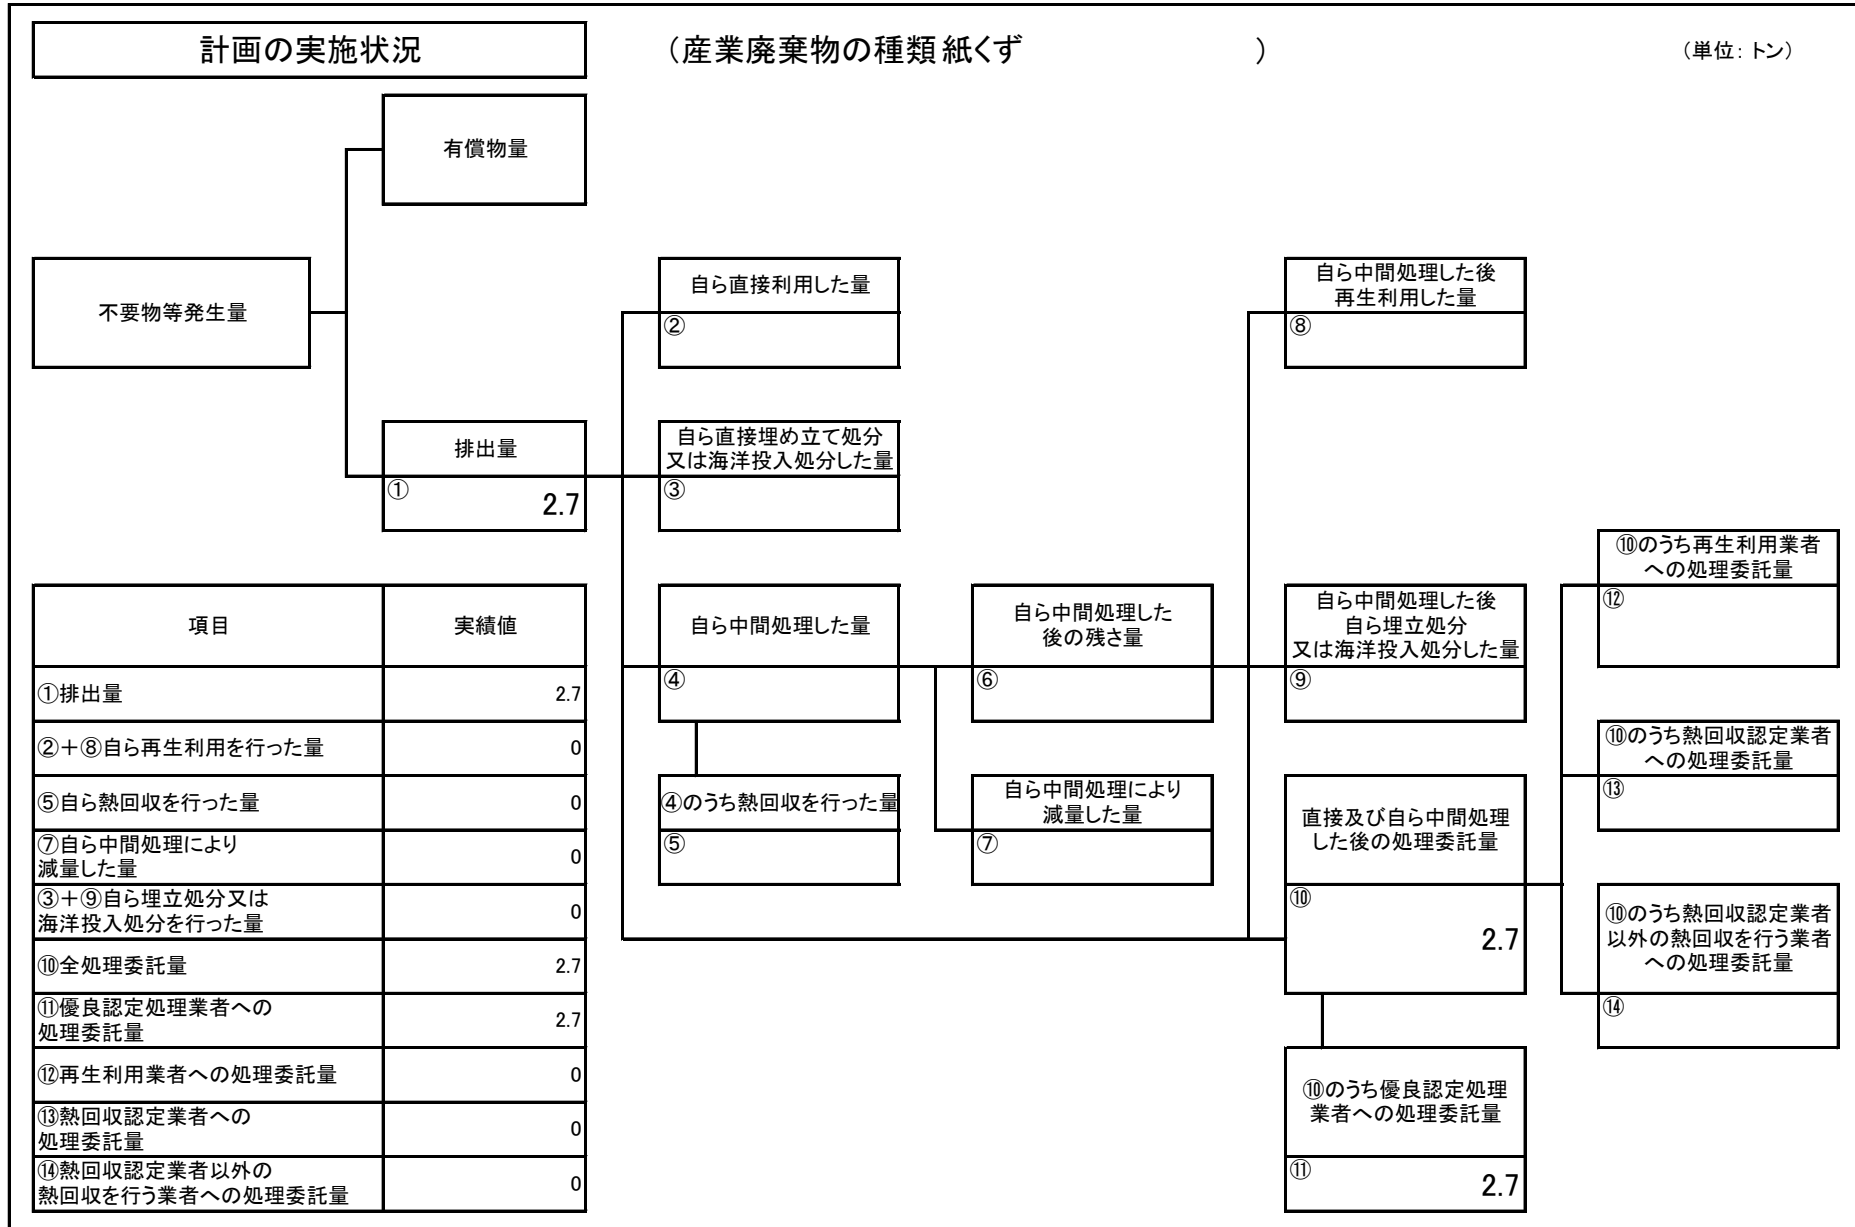 計画の実施状況
（産業廃棄物の種類 紙くず　　　　　　　　）
（単位：トン）
有償物量
不要物等発生量
自ら直接利用した量
②
自ら中間処理した後
再生利用した量
⑧
排出量
① 2.7
自ら直接埋め立て処分
又は海洋投入処分した量
③
⑩のうち再生利用業者
への処理委託量
⑫
自ら中間処理した量
④
自ら中間処理した
後の残さ量
⑥
自ら中間処理した後
自ら埋立処分
又は海洋投入処分した量
⑨
⑩のうち熱回収認定業者
への処理委託量
⑬
④のうち熱回収を行った量
⑤
自ら中間処理により
減量した量
⑦
直接及び自ら中間処理
した後の処理委託量
⑩
2.7
⑩のうち熱回収認定業者
以外の熱回収を行う業者
への処理委託量
⑭
⑩のうち優良認定処理
業者への処理委託量
⑪ 2.7
項目 実績値
①排出量 2.7
②＋⑧自ら再生利用を行った量 0
⑤自ら熱回収を行った量 0
⑦自ら中間処理により
減量した量 0
③＋⑨自ら埋立処分又は
海洋投入処分を行った量 0
⑩全処理委託量 2.7
⑪優良認定処理業者への
処理委託量 2.7
⑫再生利用業者への処理委託量 0
⑬熱回収認定業者への
処理委託量 0
⑭熱回収認定業者以外の
熱回収を行う業者への処理委託量 0